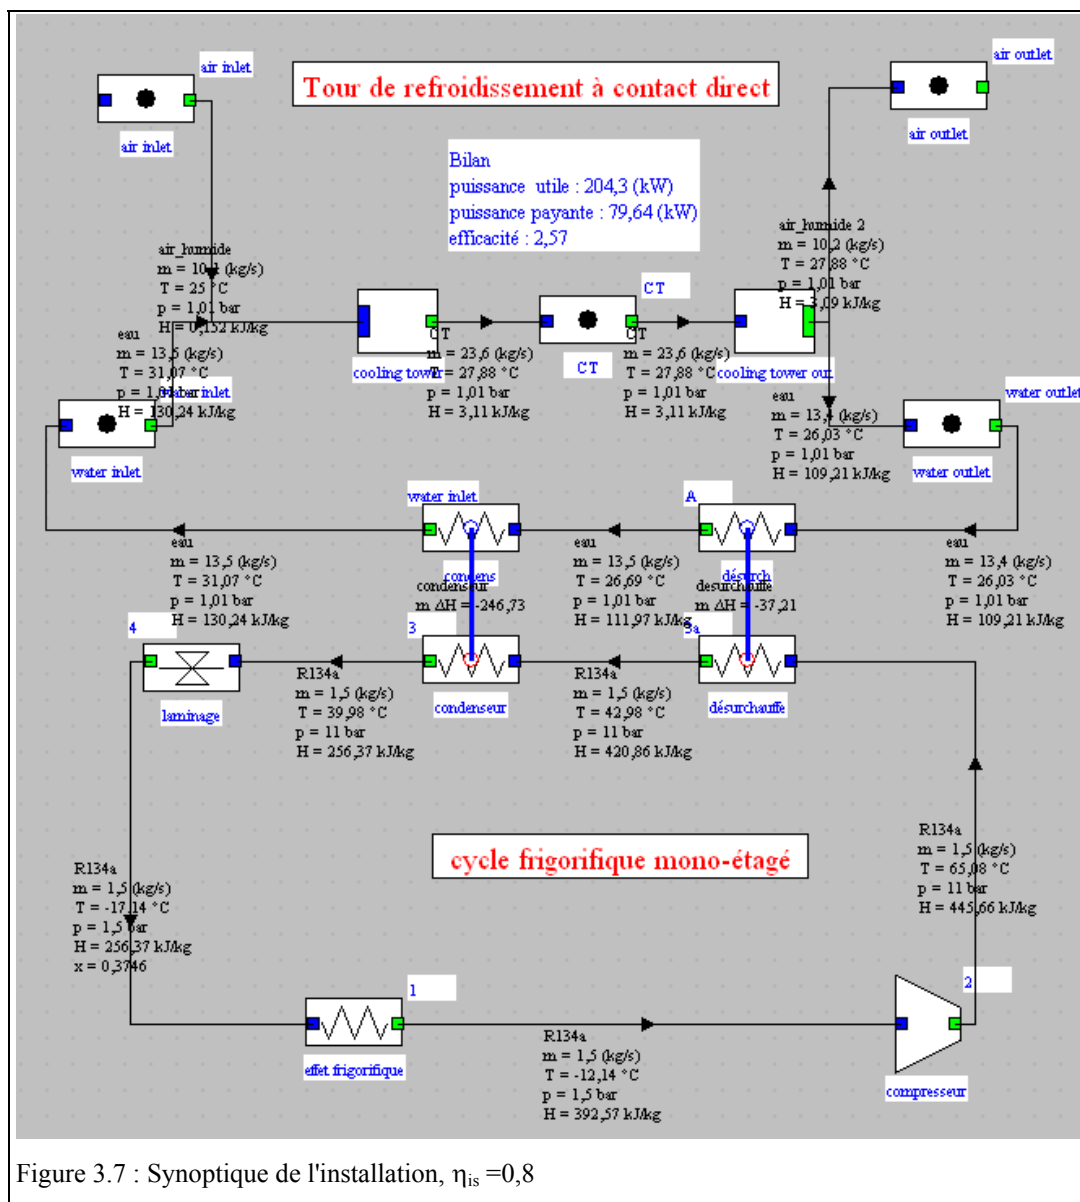 air inlet
air inlet
Tour de refroidissement à contact direct
air outlet
air outlet
Bilan
puissance utile : 204,3 (kW)
puissance payante : 79,64 (kW)
efficacité : 2,57
air_humide
m = 10,1 (kg/s)
T = 25 °C
p = 1,01 bar
H = 0,152 kJ/kg
air_humide 2
m = 10,2 (kg/s)
T = 27,88 °C
p = 1,01 bar
H = 3,09 kJ/kg
eau
m = 13,5 (kg/s)
T = 31,07 °C
p = 1,01 bar
H = 130,24 kJ/kg
cooling tower
CT
m = 23,6 (kg/s)
T = 27,88 °C
p = 1,01 bar
H = 3,11 kJ/kg
CT
CT
CT
m = 23,6 (kg/s)
T = 27,88 °C
p = 1,01 bar
H = 3,11 kJ/kg
cooling tower out
eau
m = 13,4 (kg/s)
T = 26,03 °C
p = 1,01 bar
H = 109,21 kJ/kg
water inlet
water inlet
water outlet
water outlet
water inlet
condens
A
désurch
eau
m = 13,5 (kg/s)
T = 31,07 °C
p = 1,01 bar
H = 130,24 kJ/kg
condenseur
m ΔH = -246,73
eau
m = 13,5 (kg/s)
T = 26,69 °C
p = 1,01 bar
H = 111,97 kJ/kg
desurchauffe
m ΔH = -37,21
eau
m = 13,4 (kg/s)
T = 26,03 °C
p = 1,01 bar
H = 109,21 kJ/kg
4
laminage
R134a
m = 1,5 (kg/s)
T = 39,98 °C
p = 11 bar
H = 256,37 kJ/kg
3
condenseur
R134a
m = 1,5 (kg/s)
T = 42,98 °C
p = 11 bar
H = 420,86 kJ/kg
3a
désurchauffe
cycle frigorifique mono-étagé
R134a
m = 1,5 (kg/s)
T = 65,08 °C
p = 11 bar
H = 445,66 kJ/kg
R134a
m = 1,5 (kg/s)
T = -17,14 °C
p = 1,5 bar
H = 256,37 kJ/kg
x = 0,3746
1
effet frigorifique
R134a
m = 1,5 (kg/s)
T = -12,14 °C
p = 1,5 bar
H = 392,57 kJ/kg
2
compresseur
Figure 3.7 : Synoptique de l'installation, ηis =0,8